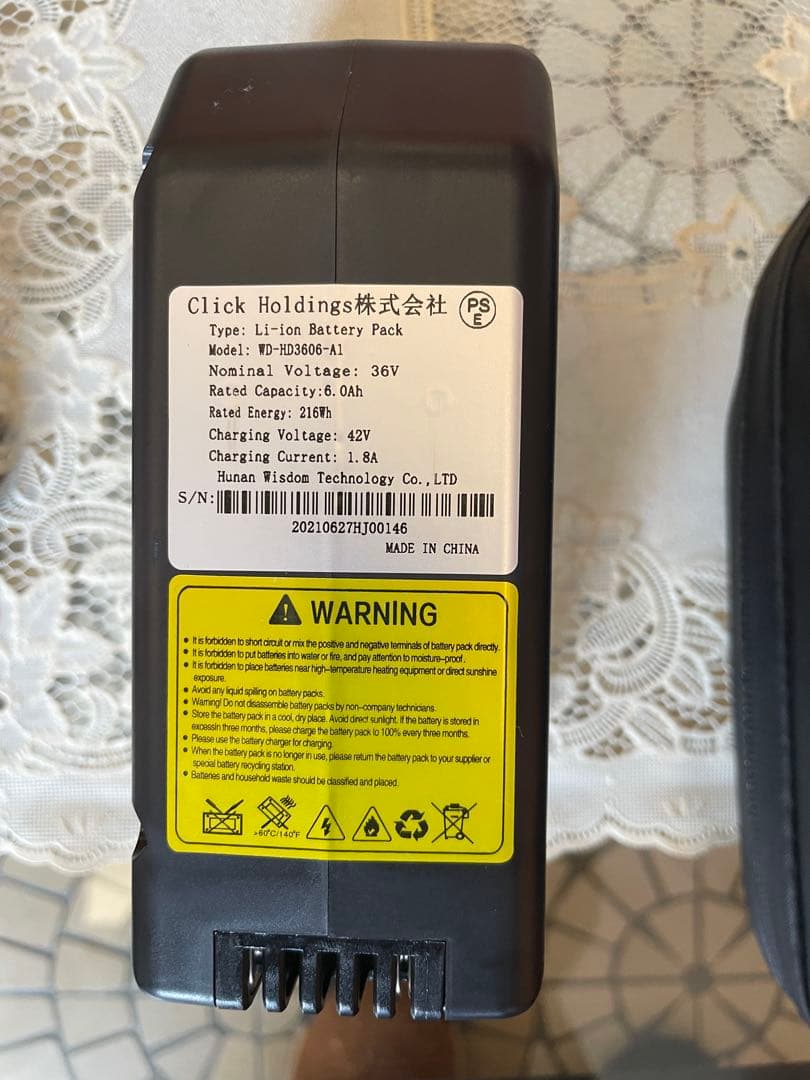 Click Holdings株式会社 PSE
Type: Li-ion Battery Pack
Model: WD-HD3606-A1
Nominal Voltage: 36V
Rated Capacity:6.0Ah
Rated Energy: 216Wh
Charging Voltage: 42V
Charging Current: 1.8A
Hunan Wisdom Technology Co.,LTD
S/N:
20210627HJ00146
MADE IN CHINA
WARNING
• It is forbidden to short circuit or mix the positive and negative terminals of battery pack directly.
• It is forbidden to put batteries into water or fire, and pay attention to moisture-proof.
• It is forbidden to place batteries near high-temperature heating equipment or direct sunshine
exposure.
• Avoid any liquid spilling on battery packs.
• Warning! Do not disassemble battery packs by non-company technicians.
• Store the battery pack in a cool, dry place. Avoid direct sunlight. If the battery is stored in
excessin three months, please charge the battery pack to 100% every three months.
• Please use the battery charger for charging.
• When the battery pack is no longer in use, please return the battery pack to your supplier or
special battery recycling station.
• Batteries and household waste should be classified and placed.
>60°C/140°F